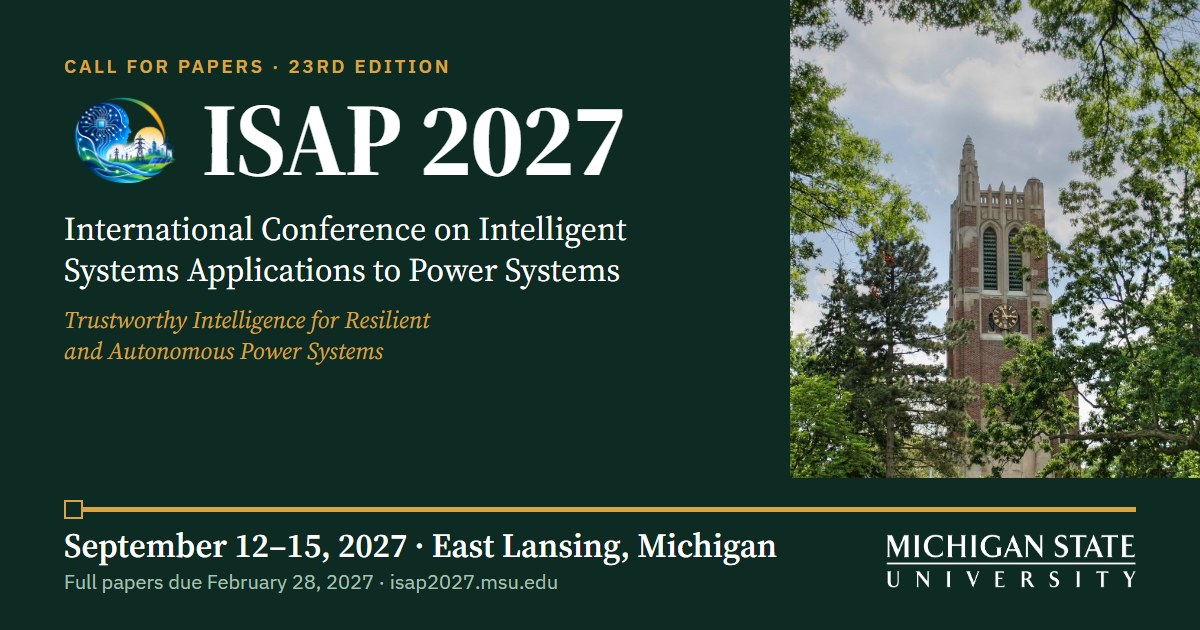 CALL FOR PAPERS · 23RD EDITION
ISAP 2027
International Conference on Intelligent
Systems Applications to Power Systems
Trustworthy Intelligence for Resilient
and Autonomous Power Systems
September 12–15, 2027 · East Lansing, Michigan
Full papers due February 28, 2027 · isap2027.msu.edu
MICHIGAN STATE
UNIVERSITY